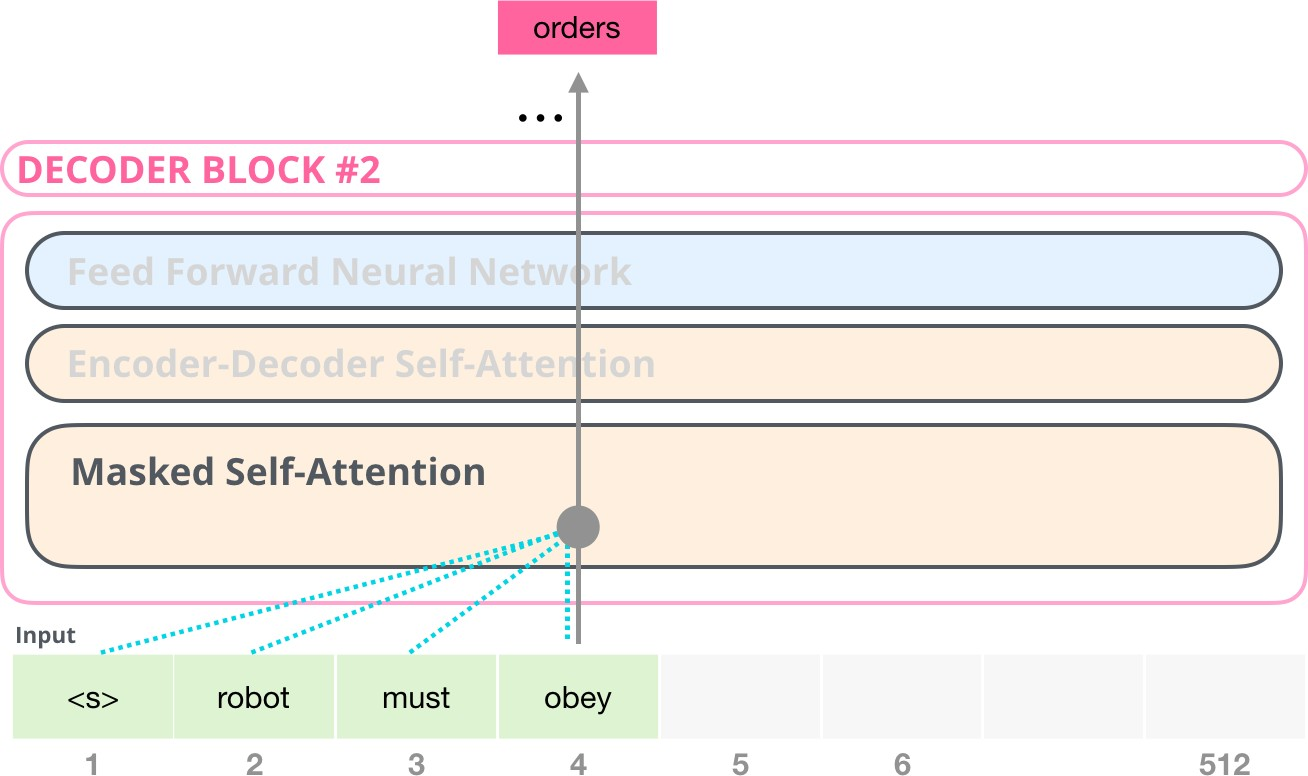 orders
...
DECODER BLOCK #2
Feed Forward Neural Network
Encoder-Decoder Self-Attention
Masked Self-Attention
Input
<s> robot must obey
1 2 3 4 5 6 512